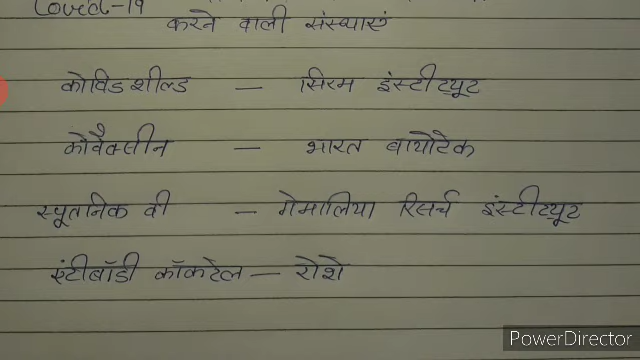 Covid-19
करने वाली संस्थाएं
कोविडशील्ड — सिरम इंस्टीट्यूट
कोवैक्सीन — भारत बायोटेक
स्पूतनिक वी — गेमालिया रिसर्च इंस्टीट्यूट
एंटीबॉडी कॉकटेल — रोशे
PowerDirector